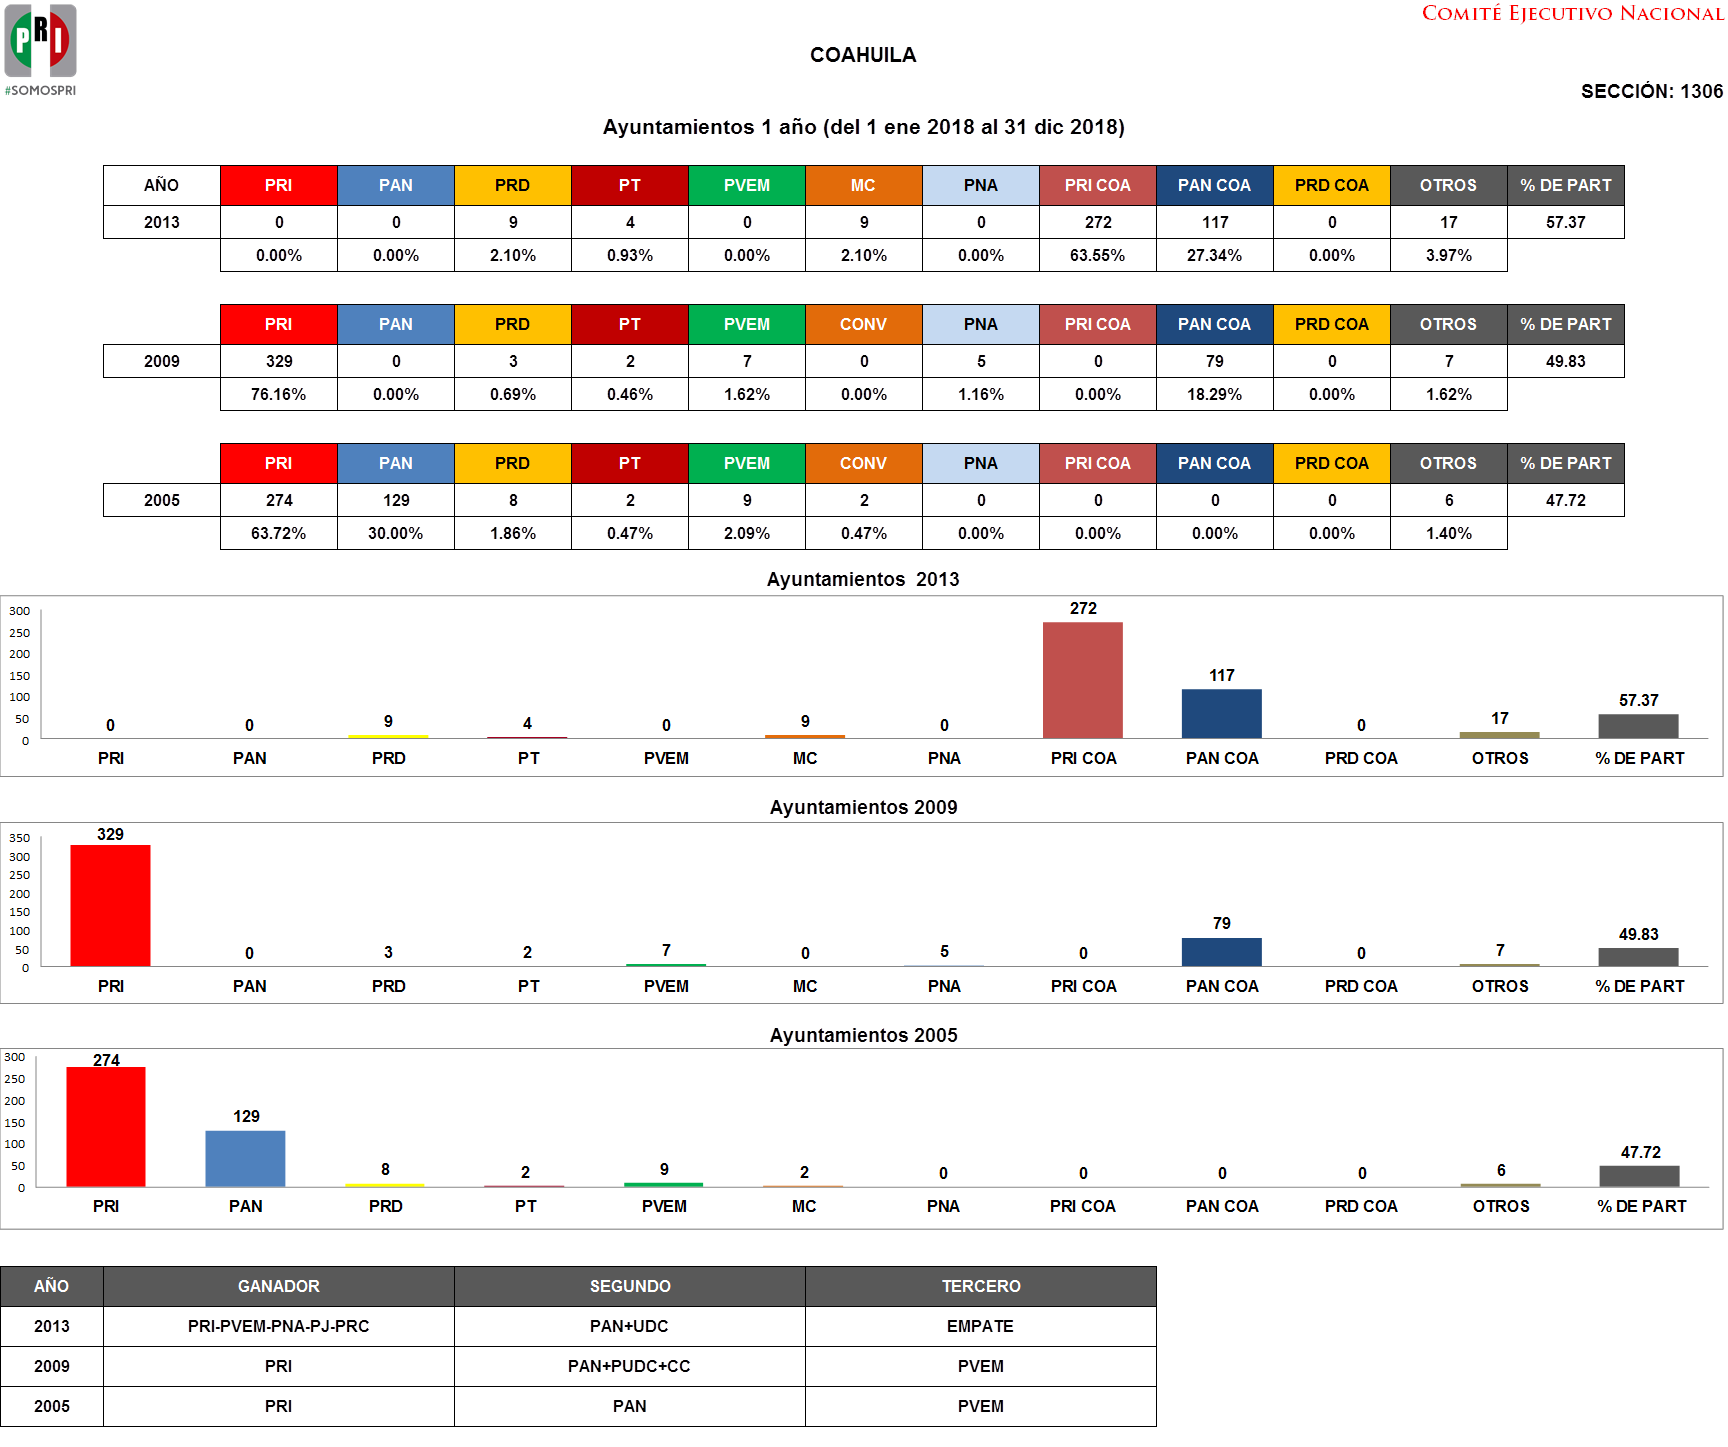 PRI
#SOMOSPRI
COMITÉ EJECUTIVO NACIONAL
COAHUILA
SECCIÓN: 1306
Ayuntamientos 1 año (del 1 ene 2018 al 31 dic 2018)
AÑO PRI PAN PRD PT PVEM MC PNA PRI COA PAN COA PRD COA OTROS % DE PART
2013 0 0 9 4 0 9 0 272 117 0 17 57.37
0.00% 0.00% 2.10% 0.93% 0.00% 2.10% 0.00% 63.55% 27.34% 0.00% 3.97%
PRI PAN PRD PT PVEM CONV PNA PRI COA PAN COA PRD COA OTROS % DE PART
2009 329 0 3 2 7 0 5 0 79 0 7 49.83
76.16% 0.00% 0.69% 0.46% 1.62% 0.00% 1.16% 0.00% 18.29% 0.00% 1.62%
PRI PAN PRD PT PVEM CONV PNA PRI COA PAN COA PRD COA OTROS % DE PART
2005 274 129 8 2 9 2 0 0 0 0 6 47.72
63.72% 30.00% 1.86% 0.47% 2.09% 0.47% 0.00% 0.00% 0.00% 0.00% 1.40%
Ayuntamientos 2013
300
250
200
150
100
50
0
0 0 9 4 0 9 0 272 117 0 17 57.37
PRI PAN PRD PT PVEM MC PNA PRI COA PAN COA PRD COA OTROS % DE PART
Ayuntamientos 2009
350
300
250
200
150
100
50
0
329 0 3 2 7 0 5 0 79 0 7 49.83
PRI PAN PRD PT PVEM MC PNA PRI COA PAN COA PRD COA OTROS % DE PART
Ayuntamientos 2005
300
250
200
150
100
50
0
274 129 8 2 9 2 0 0 0 0 6 47.72
PRI PAN PRD PT PVEM MC PNA PRI COA PAN COA PRD COA OTROS % DE PART
AÑO GANADOR SEGUNDO TERCERO
2013 PRI-PVEM-PNA-PJ-PRC PAN+UDC EMPATE
2009 PRI PAN+PUDC+CC PVEM
2005 PRI PAN PVEM